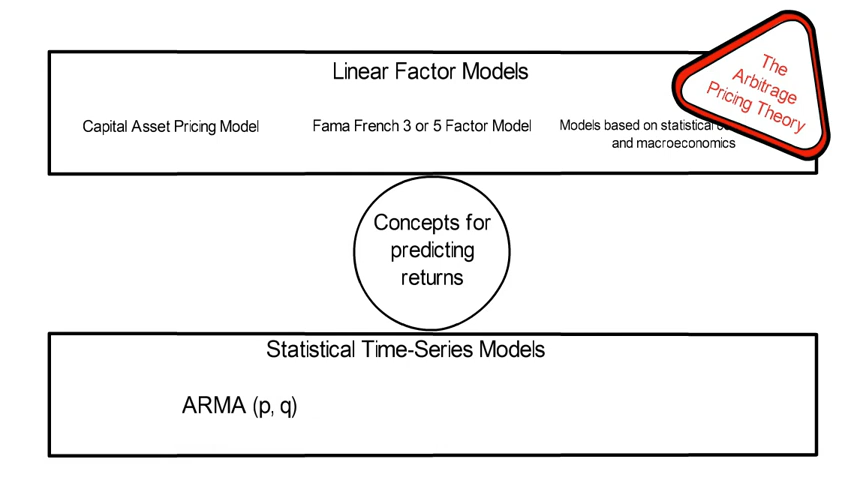 Linear Factor Models
The
Arbitrage
Pricing Theory
Capital Asset Pricing Model
Fama French 3 or 5 Factor Model
Models based on statistical
and macroeconomics
Concepts for
predicting
returns
Statistical Time-Series Models
ARMA (p, q)